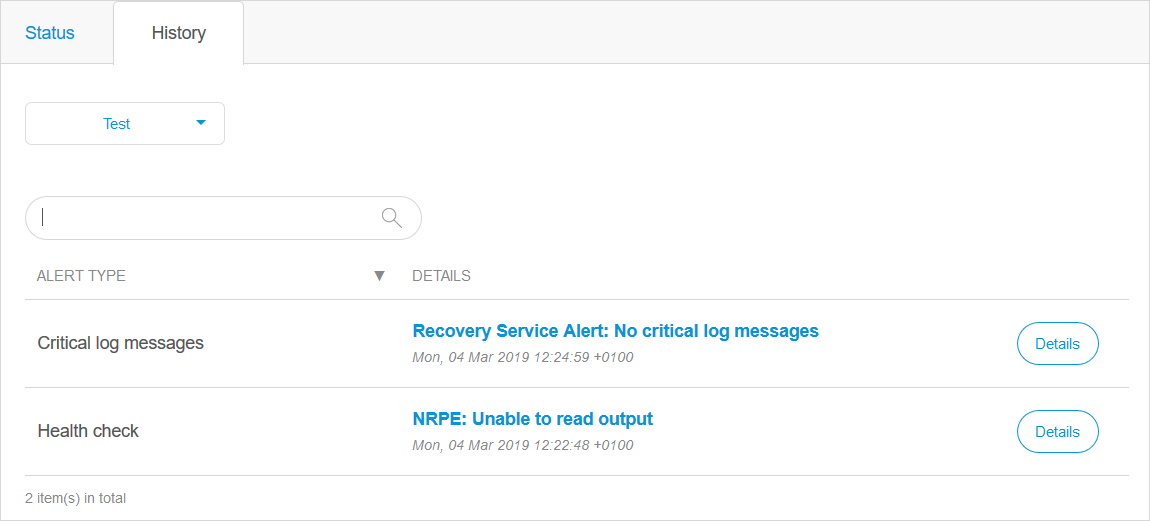 Status
History
Test
ALERT TYPE ▼ DETAILS
Critical log messages
Recovery Service Alert: No critical log messages
Mon, 04 Mar 2019 12:24:59 +0100
Details
Health check
NRPE: Unable to read output
Mon, 04 Mar 2019 12:22:48 +0100
Details
2 item(s) in total